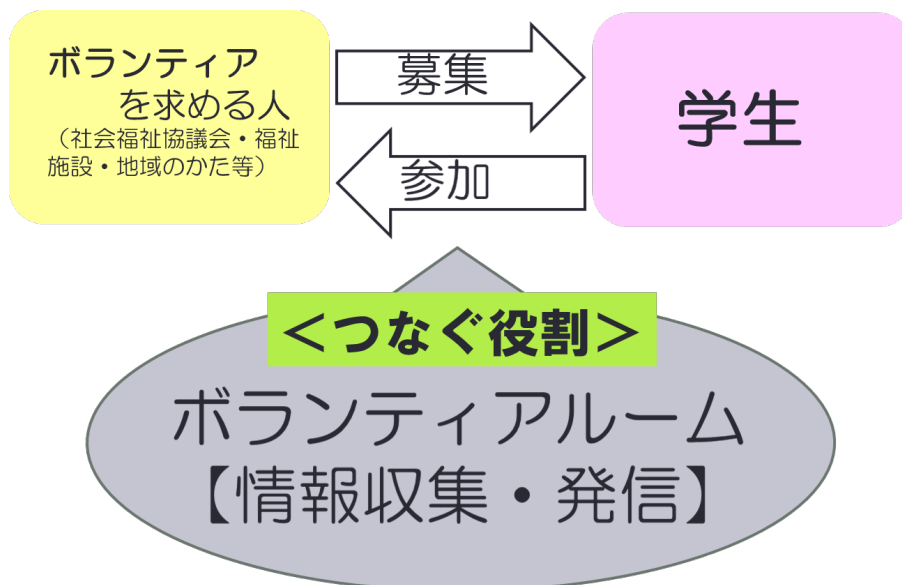 ボランティア
を求める人
（社会福祉協議会・福祉
施設・地域のかた等）
募集
参加
学生
＜つなぐ役割＞
ボランティアルーム
【情報収集・発信】